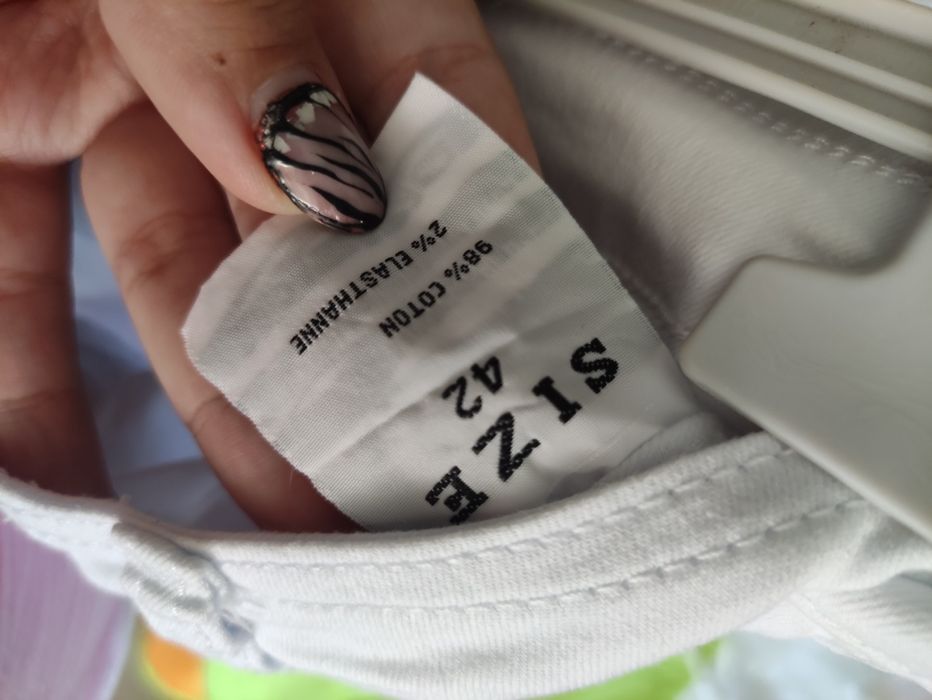 SIZE
42
98% COTON
2% ELASTHANNE